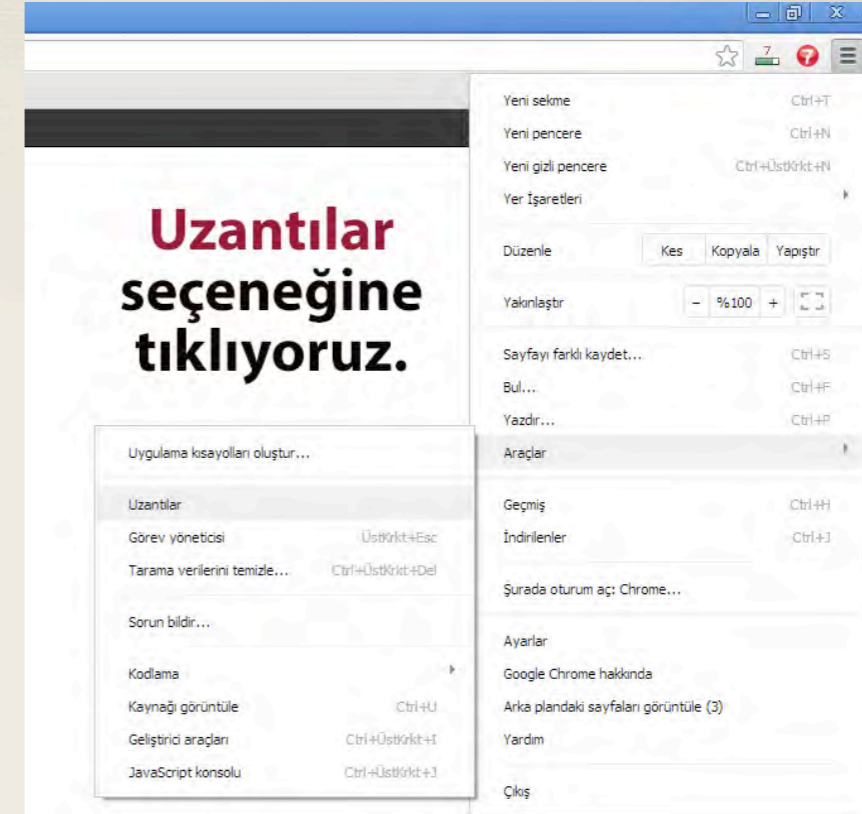 7
?
Yeni sekme Ctrl+T
Yeni pencere Ctrl+N
Yeni gizli pencere Ctrl+ÜstKrkt+N
Yer İşaretleri
Düzenle Kes Kopyala Yapıştır
Yakınlaştır - %100 +
Sayfayı farklı kaydet... Ctrl+S
Bul... Ctrl+F
Yazdır... Ctrl+P
Araçlar
Geçmiş Ctrl+H
İndirilenler Ctrl+J
Şurada oturum aç: Chrome...
Ayarlar
Google Chrome hakkında
Arka plandaki sayfaları görüntüle (3)
Yardım
Çıkış
Uzantılar
seçeneğine
tıklıyoruz.
Uygulama kısayolları oluştur...
Uzantılar
Görev yöneticisi ÜstKrkt+Esc
Tarama verilerini temizle... Ctrl+ÜstKrkt+Del
Sorun bildir...
Kodlama
Kaynağı görüntüle Ctrl+U
Geliştirici araçları Ctrl+ÜstKrkt+I
JavaScript konsolu Ctrl+ÜstKrkt+J